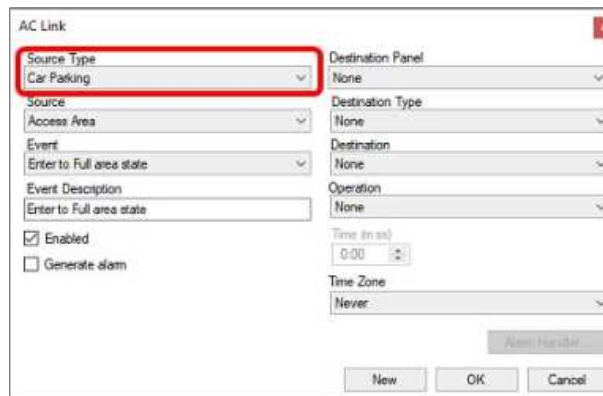 AC Link
Source Type
Car Parking
Source
Access Area
Event
Enter to Full area state
Event Description
Enter to Full area state
Enabled
Generate alarm
Destination Panel
None
Destination Type
None
Destination
None
Operation
None
Time (m:ss)
0:00
Time Zone
Never
Alarm Handler...
New
OK
Cancel